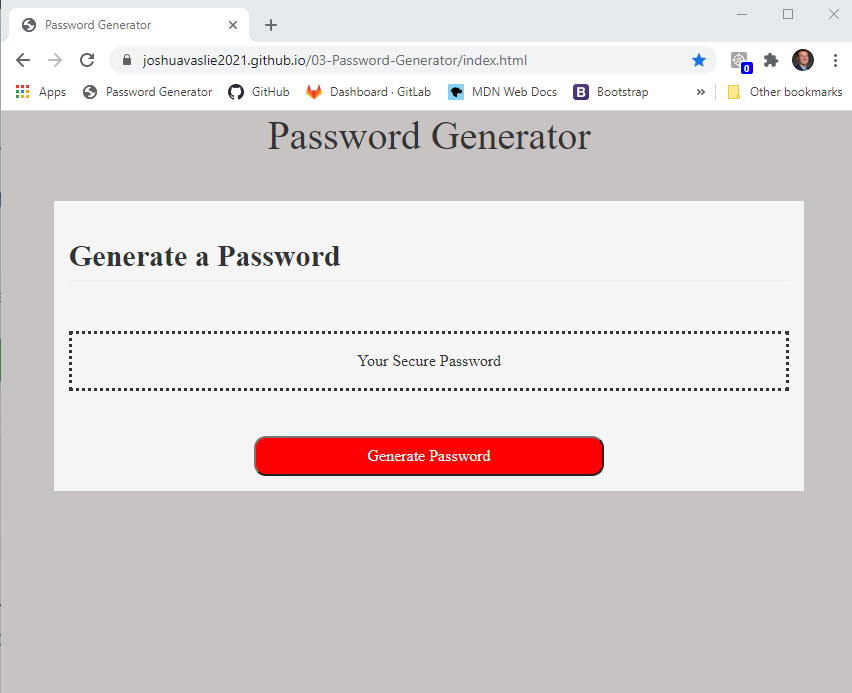 Password Generator
joshuavaslie2021.github.io/03-Password-Generator/index.html
0
Apps Password Generator GitHub Dashboard · GitLab MDN Web Docs B Bootstrap » Other bookmarks
Password Generator
Generate a Password
Your Secure Password
Generate Password